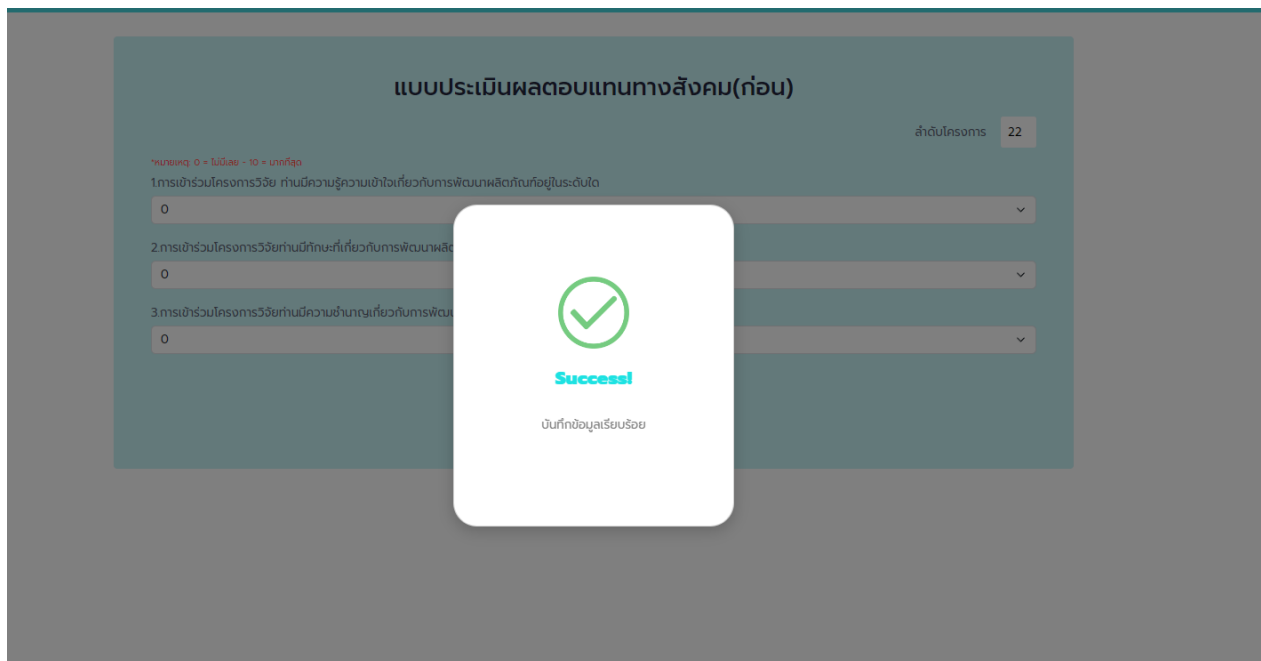 แบบประเมินผลตอบแทนทางสังคม(ก่อน)
ลำดับโครงการ 22
*หมายเหตุ 0 = ไม่มีเลย - 10 = มากที่สุด
1.การเข้าร่วมโครงการวิจัย ท่านมีความรู้ความเข้าใจเกี่ยวกับการพัฒนาผลิตภัณฑ์อยู่ในระดับใด
0
2.การเข้าร่วมโครงการวิจัยท่านมีทักษะที่เกี่ยวกับการพัฒนาผลิต
0
3.การเข้าร่วมโครงการวิจัยท่านมีความชำนาญเกี่ยวกับการพัฒน
0
Success!
บันทึกข้อมูลเรียบร้อย